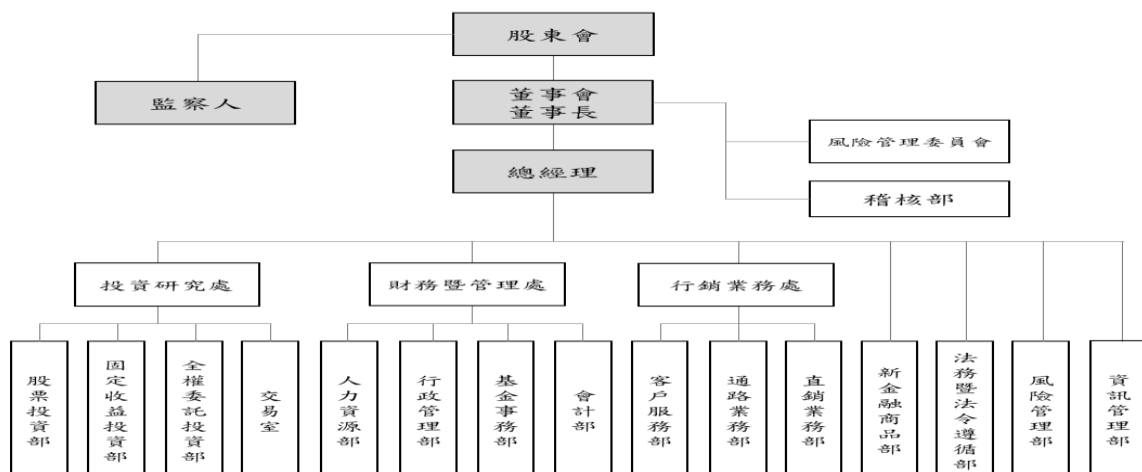 股東會
監察人
董事會
董事長
風險管理委員會
總經理
稽核部
投資研究處
財務暨管理處
行銷業務處
股票投資部
固定收益投資部
全權委託投資部
交易室
人力資源部
行政管理部
基金事務部
會計部
客戶服務部
通路業務部
直銷業務部
新金融商品部
法務暨法令遵循部
風險管理部
資訊管理部